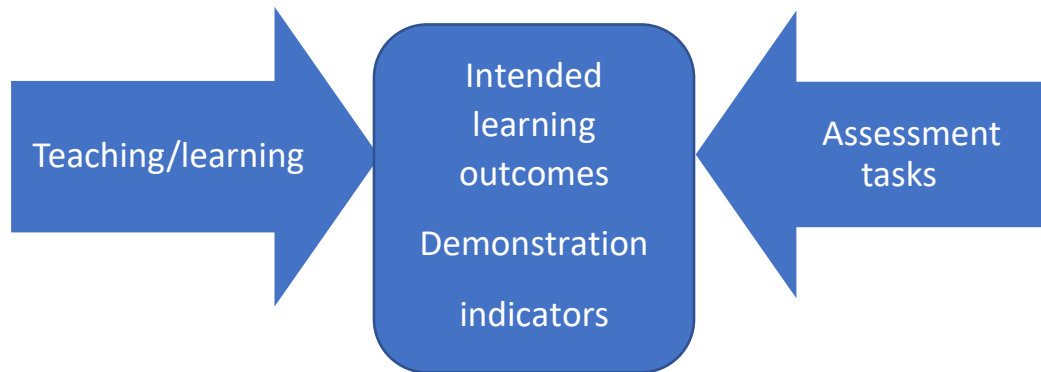 Teaching/learning
Intended
learning
outcomes
Demonstration
indicators
Assessment
tasks